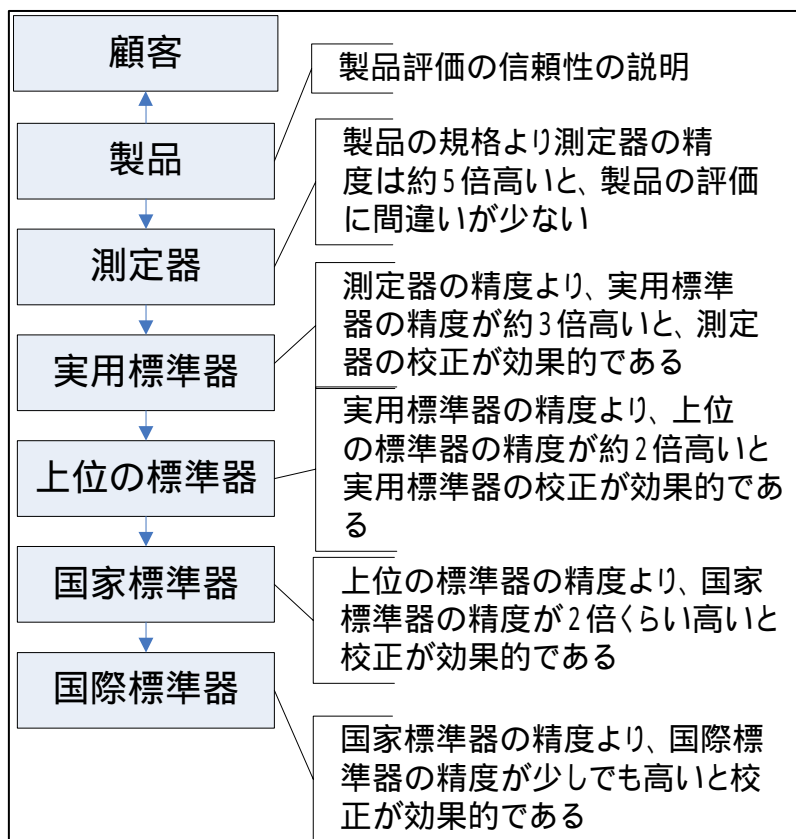 顧客
製品評価の信頼性の説明
製品
製品の規格より測定器の精
度は約5倍高いと、製品の評価
に間違いが少ない
測定器
測定器の精度より、実用標準
器の精度が約3倍高いと、測定
器の校正が効果的である
実用標準器
実用標準器の精度より、上位
の標準器の精度が約2倍高いと
実用標準器の校正が効果的であ
る
上位の標準器
国家標準器
上位の標準器の精度より、国家
標準器の精度が2倍くらい高いと
校正が効果的である
国際標準器
国家標準器の精度より、国際標
準器の精度が少しでも高いと校
正が効果的である